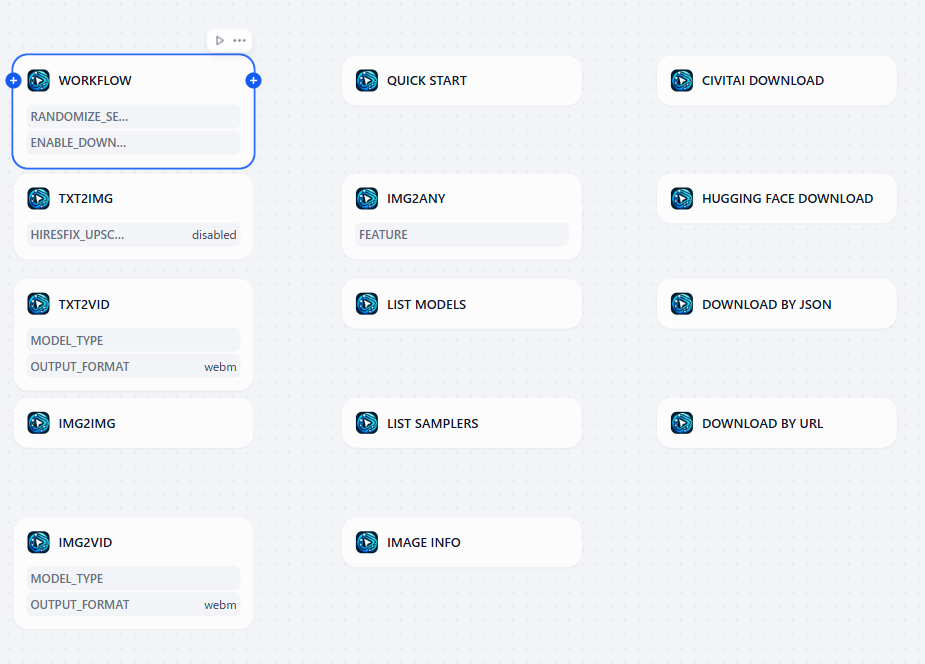 WORKFLOW
RANDOMIZE_SE...
ENABLE_DOWN...
QUICK START
CIVITAI DOWNLOAD
TXT2IMG
HIRESFIX_UPSC... disabled
IMG2ANY
FEATURE
HUGGING FACE DOWNLOAD
TXT2VID
MODEL_TYPE
OUTPUT_FORMAT webm
LIST MODELS
DOWNLOAD BY JSON
IMG2IMG
LIST SAMPLERS
DOWNLOAD BY URL
IMG2VID
MODEL_TYPE
OUTPUT_FORMAT webm
IMAGE INFO